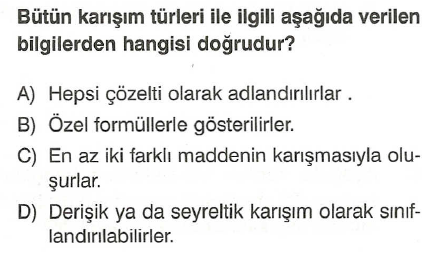 Bütün karışım türleri ile ilgili aşağıda verilen
bilgilerden hangisi doğrudur?
A) Hepsi çözelti olarak adlandırılırlar .
B) Özel formüllerle gösterilirler.
C) En az iki farklı maddenin karışmasıyla olu-
şurlar.
D) Derişik ya da seyreltik karışım olarak sınıf-
landırılabilirler.